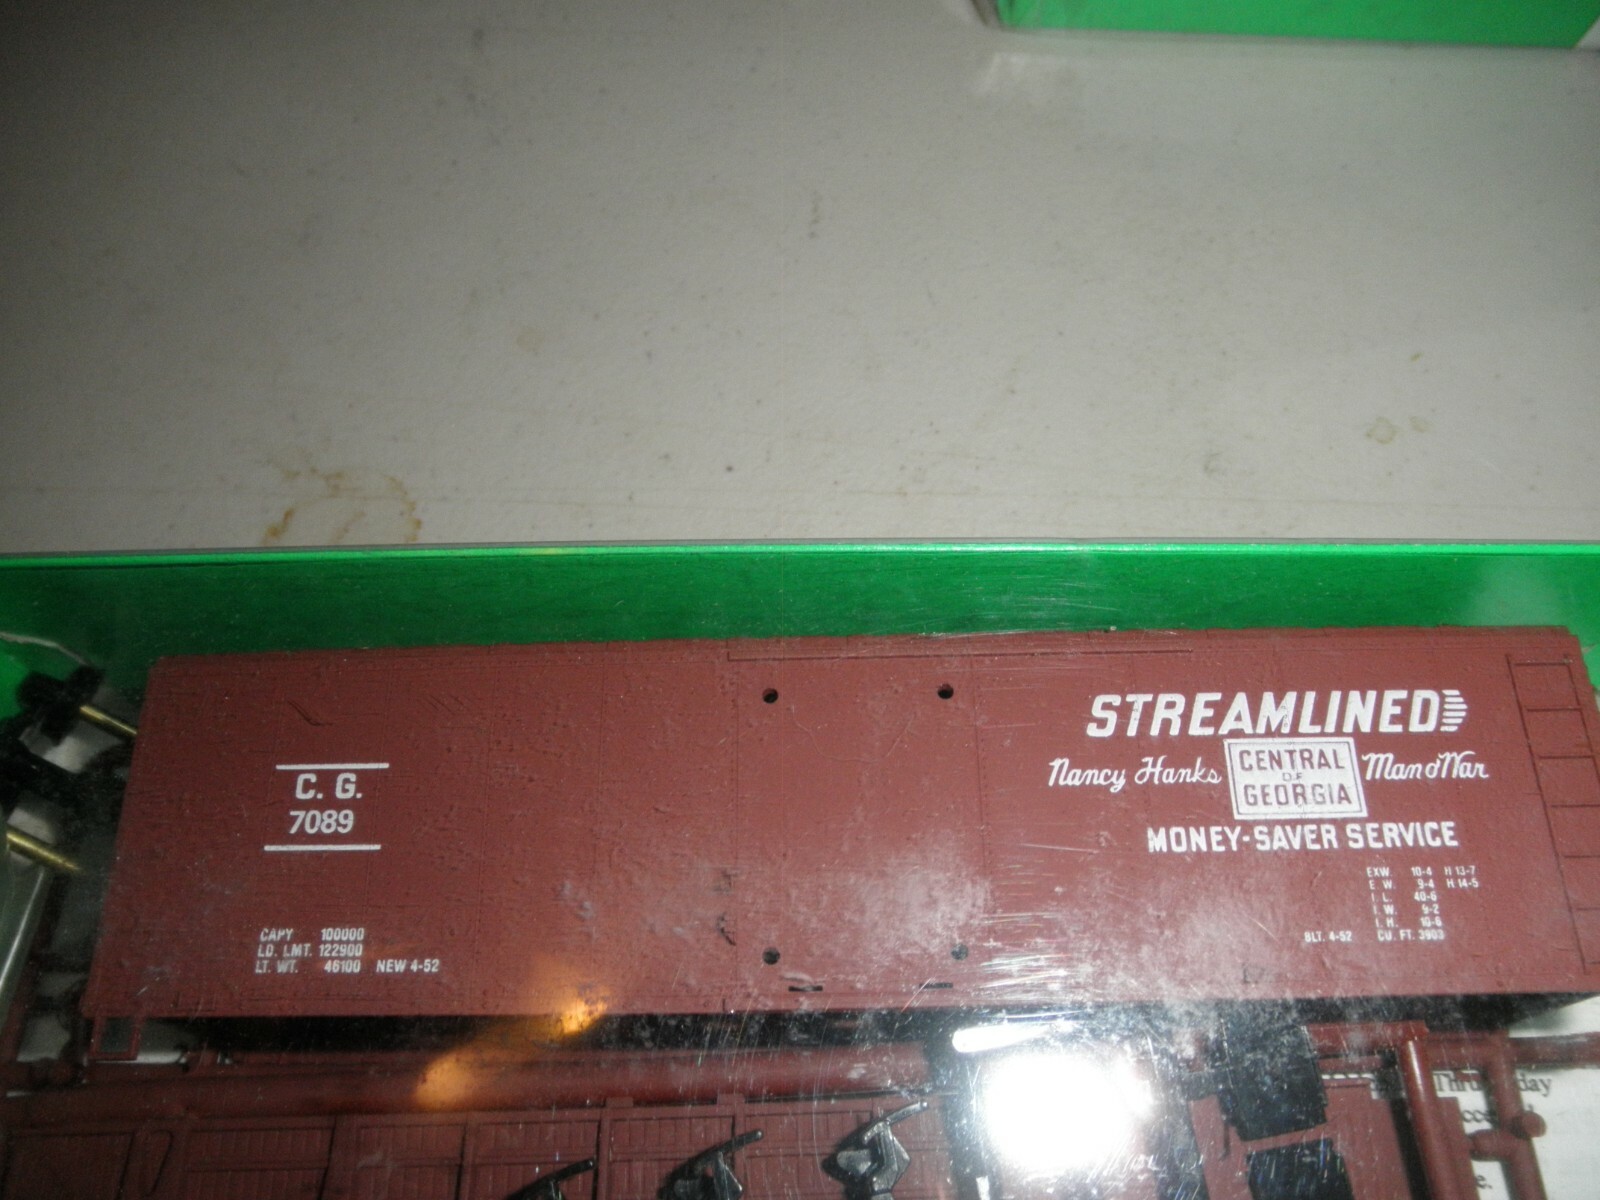 STREAMLINED
Nancy Hanks CENTRAL OF GEORGIA Man o' War
MONEY-SAVER SERVICE
C. G.
7089
CAPY 100000
LD. LMT. 122900
LT. WT. 46100 NEW 4-52
EXW. 10-4 H 13-7
E. W. 9-4 H 14-5
I. L. 40-6
I. W. 9-2
I. H. 10-6
BLT. 4-52 CU. FT. 3903